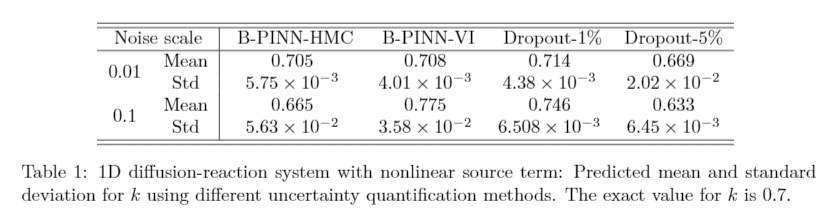 Noise scale B-PINN-HMC B-PINN-VI Dropout-1% Dropout-5%
0.01 Mean 0.705 0.708 0.714 0.669
Std 5.75 × 10⁻³ 4.01 × 10⁻³ 4.38 × 10⁻³ 2.02 × 10⁻²
0.1 Mean 0.665 0.775 0.746 0.633
Std 5.63 × 10⁻² 3.58 × 10⁻² 6.508 × 10⁻³ 6.45 × 10⁻³
Table 1: 1D diffusion-reaction system with nonlinear source term: Predicted mean and standard
deviation for k using different uncertainty quantification methods. The exact value for k is 0.7.